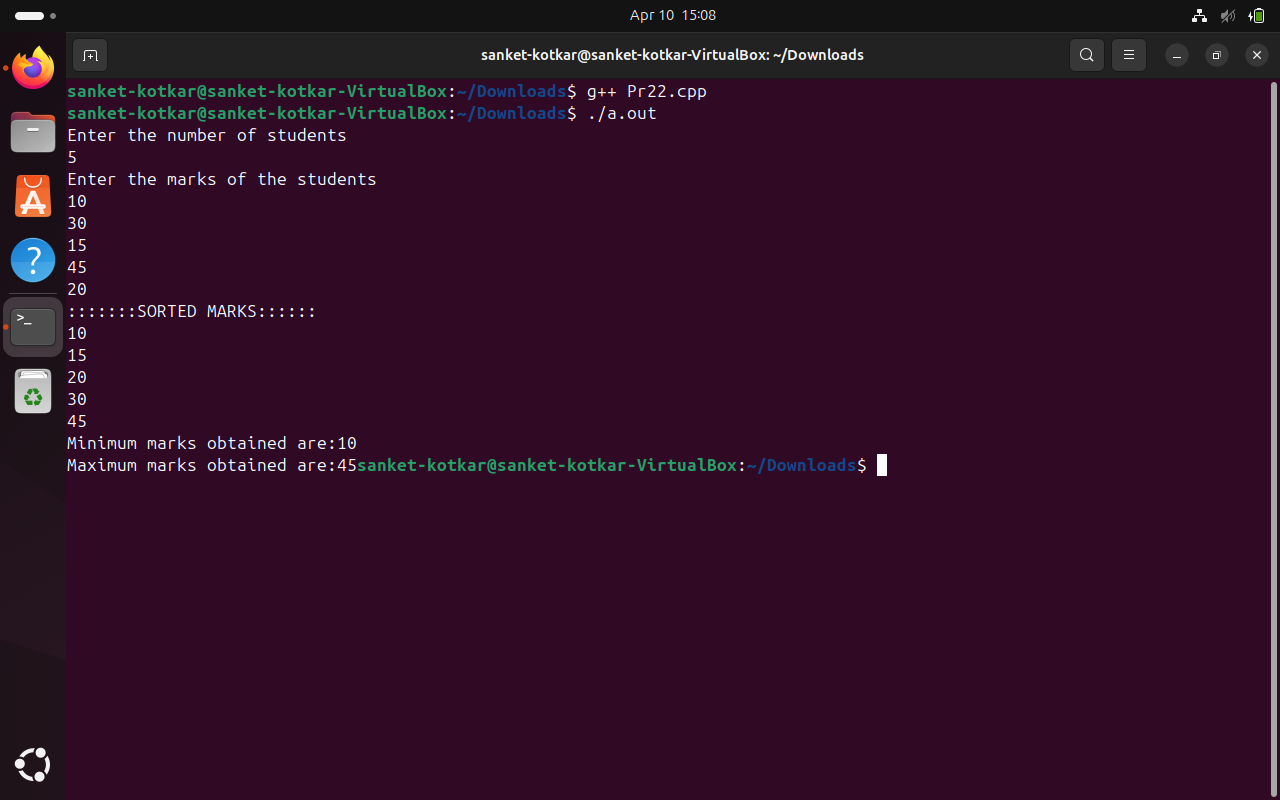 Apr 10 15:08
sanket-kotkar@sanket-kotkar-VirtualBox: ~/Downloads
sanket-kotkar@sanket-kotkar-VirtualBox:~/Downloads$ g++ Pr22.cpp
sanket-kotkar@sanket-kotkar-VirtualBox:~/Downloads$ ./a.out
Enter the number of students
5
Enter the marks of the students
10
30
15
45
20
:::::::SORTED MARKS::::::
10
15
20
30
45
Minimum marks obtained are:10
Maximum marks obtained are:45sanket-kotkar@sanket-kotkar-VirtualBox:~/Downloads$